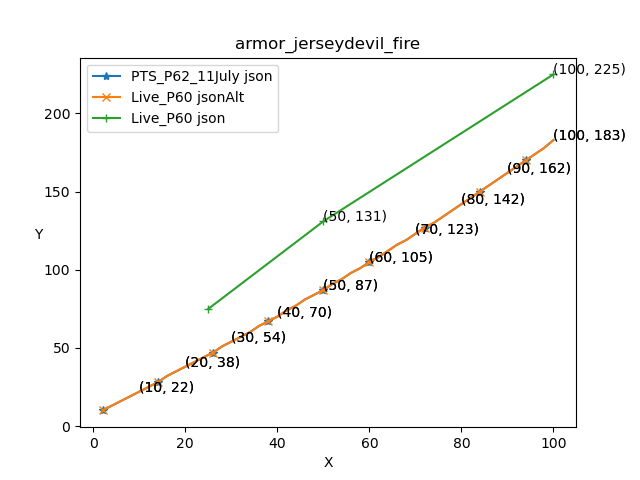 armor_jerseydevil_fire
PTS_P62_11July json
Live_P60 jsonAlt
Live_P60 json
(100, 225)
(50, 131)
(100, 183)
(90, 162)
(80, 142)
(70, 123)
(60, 105)
(50, 87)
(40, 70)
(30, 54)
(20, 38)
(10, 22)
Y
200
150
100
50
0
0 20 40 60 80 100
X